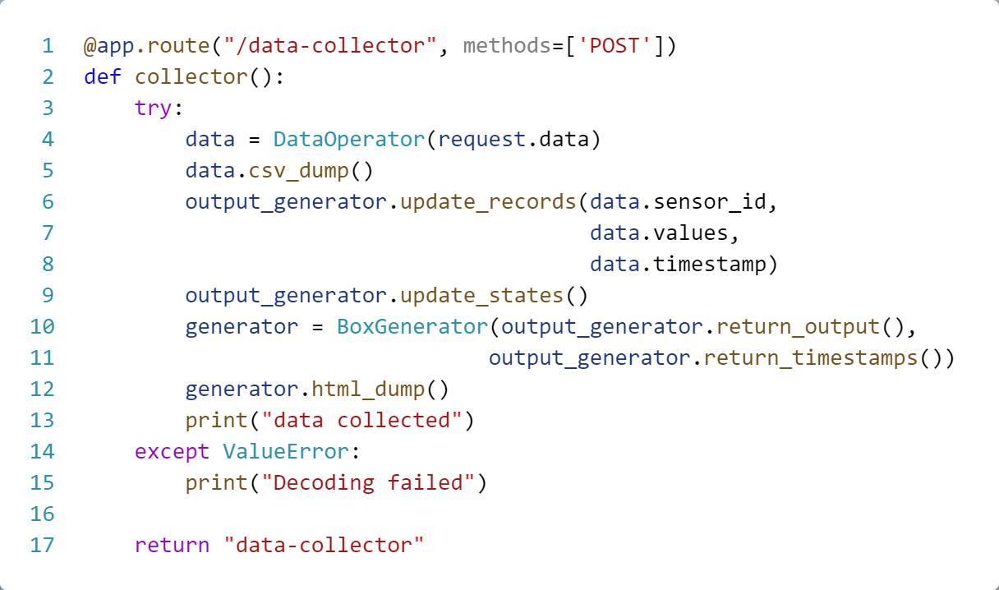 1 @app.route("/data-collector", methods=['POST'])
2 def collector():
3     try:
4         data = DataOperator(request.data)
5         data.csv_dump()
6         output_generator.update_records(data.sensor_id,
7                                         data.values,
8                                         data.timestamp)
9         output_generator.update_states()
10         generator = BoxGenerator(output_generator.return_output(),
11                                 output_generator.return_timestamps())
12         generator.html_dump()
13         print("data collected")
14     except ValueError:
15         print("Decoding failed")
16
17     return "data-collector"